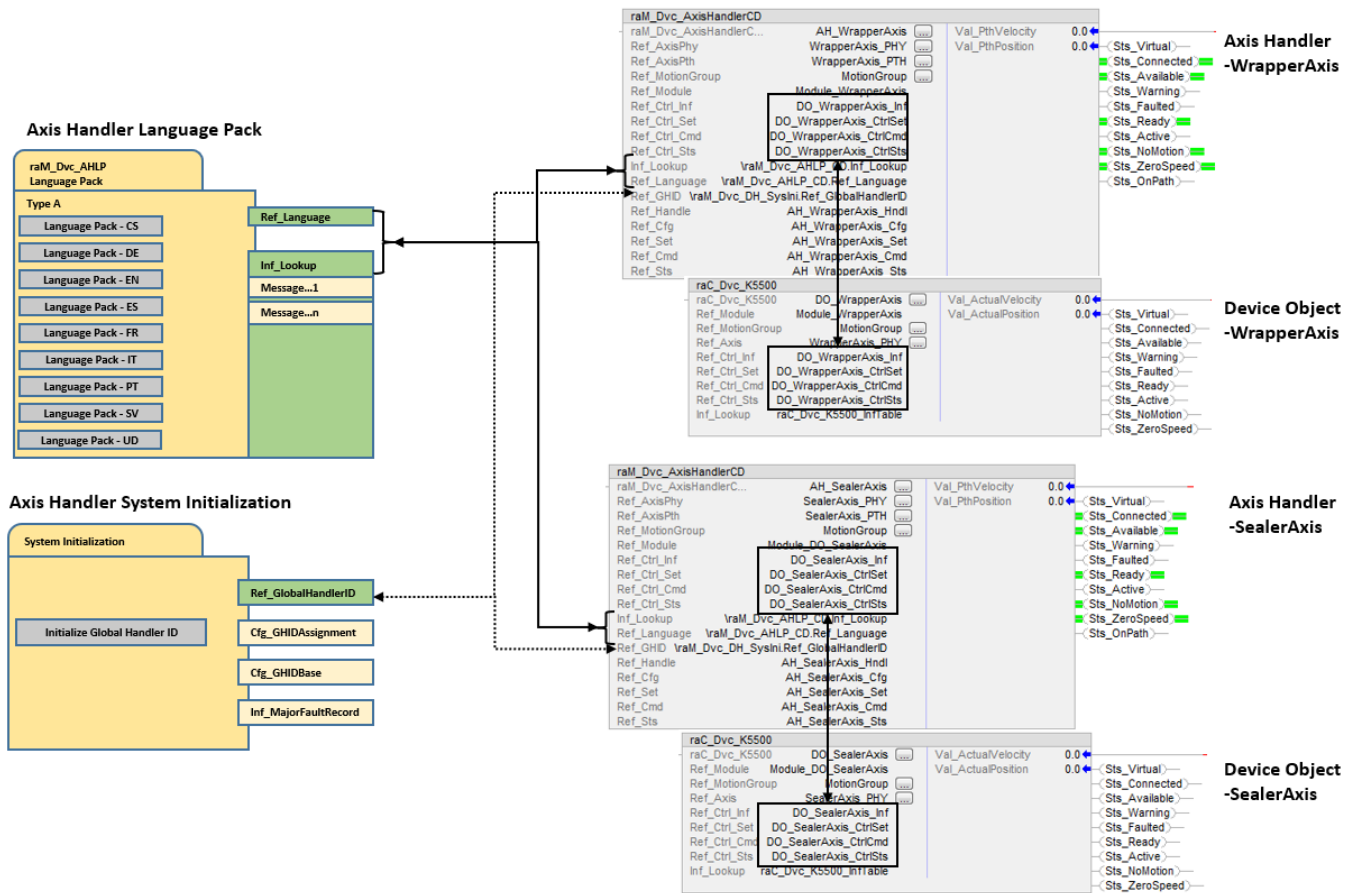 Axis Handler Language Pack
raM_Dvc_AHLP
Language Pack
Type A
Language Pack - CS
Language Pack - DE
Language Pack - EN
Language Pack - ES
Language Pack - FR
Language Pack - IT
Language Pack - PT
Language Pack - SV
Language Pack - UD
Ref_Language
Inf_Lookup
Message...1
Message...n
Axis Handler System Initialization
System Initialization
Initialize Global Handler ID
Ref_GlobalHandlerID
Cfg_GHIDAssignment
Cfg_GHIDBase
Inf_MajorFaultRecord
raM_Dvc_AxisHandlerCD
raM_Dvc_AxisHandlerC... AH_WrapperAxis ... Val_PthVelocity 0.0
Ref_AxisPhy WrapperAxis_PHY ... Val_PthPosition 0.0 Sts_Virtual
Ref_AxisPth WrapperAxis_PTH ... Sts_Connected
Ref_MotionGroup MotionGroup ... Sts_Available
Ref_Module Module_WrapperAxis Sts_Warning
Ref_Ctrl_Inf DO_WrapperAxis_Inf Sts_Faulted
Ref_Ctrl_Set DO_WrapperAxis_CtrlSet Sts_Ready
Ref_Ctrl_Cmd DO_WrapperAxis_CtrlCmd Sts_Active
Ref_Ctrl_Sts DO_WrapperAxis_CtrlSts Sts_NoMotion
Inf_Lookup \raM_Dvc_AHLP_CD.Inf_Lookup Sts_ZeroSpeed
Ref_Language \raM_Dvc_AHLP_CD.Ref_Language Sts_OnPath
Ref_GHID \raM_Dvc_DH_SysIni.Ref_GlobalHandlerID
Ref_Handle AH_WrapperAxis_Hndl
Ref_Cfg AH_WrapperAxis_Cfg
Ref_Set AH_WrapperAxis_Set
Ref_Cmd AH_WrapperAxis_Cmd
Ref_Sts AH_WrapperAxis_Sts
Axis Handler
-WrapperAxis
raC_Dvc_K5500
raC_Dvc_K5500 DO_WrapperAxis ... Val_ActualVelocity 0.0
Ref_Module Module_WrapperAxis Val_ActualPosition 0.0 Sts_Virtual
Ref_MotionGroup MotionGroup ... Sts_Connected
Ref_Axis WrapperAxis_PHY ... Sts_Available
Ref_Ctrl_Inf DO_WrapperAxis_Inf Sts_Warning
Ref_Ctrl_Set DO_WrapperAxis_CtrlSet Sts_Faulted
Ref_Ctrl_Cmd DO_WrapperAxis_CtrlCmd Sts_Ready
Ref_Ctrl_Sts DO_WrapperAxis_CtrlSts Sts_Active
Inf_Lookup raC_Dvc_K5500_InfTable Sts_NoMotion
Sts_ZeroSpeed
Device Object
-WrapperAxis
raM_Dvc_AxisHandlerCD
raM_Dvc_AxisHandlerC... AH_SealerAxis ... Val_PthVelocity 0.0
Ref_AxisPhy SealerAxis_PHY ... Val_PthPosition 0.0 Sts_Virtual
Ref_AxisPth SealerAxis_PTH ... Sts_Connected
Ref_MotionGroup MotionGroup ... Sts_Available
Ref_Module Module_DO_SealerAxis Sts_Warning
Ref_Ctrl_Inf DO_SealerAxis_Inf Sts_Faulted
Ref_Ctrl_Set DO_SealerAxis_CtrlSet Sts_Ready
Ref_Ctrl_Cmd DO_SealerAxis_CtrlCmd Sts_Active
Ref_Ctrl_Sts DO_SealerAxis_CtrlSts Sts_NoMotion
Inf_Lookup \raM_Dvc_AHLP_CD.Inf_Lookup Sts_ZeroSpeed
Ref_Language \raM_Dvc_AHLP_CD.Ref_Language Sts_OnPath
Ref_GHID \raM_Dvc_DH_SysIni.Ref_GlobalHandlerID
Ref_Handle AH_SealerAxis_Hndl
Ref_Cfg AH_SealerAxis_Cfg
Ref_Set AH_SealerAxis_Set
Ref_Cmd AH_SealerAxis_Cmd
Ref_Sts AH_SealerAxis_Sts
Axis Handler
-SealerAxis
raC_Dvc_K5500
raC_Dvc_K5500 DO_SealerAxis ... Val_ActualVelocity 0.0
Ref_Module Module_DO_SealerAxis Val_ActualPosition 0.0 Sts_Virtual
Ref_MotionGroup MotionGroup ... Sts_Connected
Ref_Axis SealerAxis_PHY ... Sts_Available
Ref_Ctrl_Inf DO_SealerAxis_Inf Sts_Warning
Ref_Ctrl_Set DO_SealerAxis_CtrlSet Sts_Faulted
Ref_Ctrl_Cmd DO_SealerAxis_CtrlCmd Sts_Ready
Ref_Ctrl_Sts DO_SealerAxis_CtrlSts Sts_Active
Inf_Lookup raC_Dvc_K5500_InfTable Sts_NoMotion
Sts_ZeroSpeed
Device Object
-SealerAxis